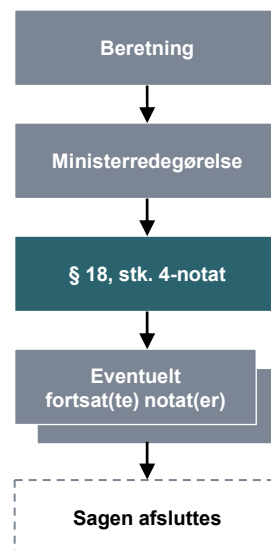 Beretning
Ministerredegørelse
§ 18, stk. 4-notat
Eventuelt
fortsat(te) notat(er)
Sagen afsluttes